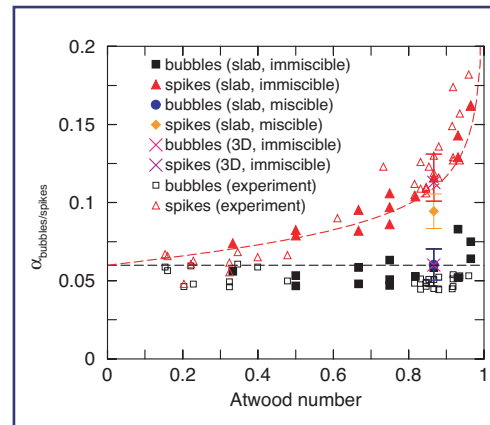 0.2
0.15
0.1
0.05
0
αbubbles/spikes
bubbles (slab, immiscible)
spikes (slab, immiscible)
bubbles (slab, miscible)
spikes (slab, miscible)
bubbles (3D, immiscible)
spikes (3D, immiscible)
bubbles (experiment)
spikes (experiment)
0 0.2 0.4 0.6 0.8 1
Atwood number